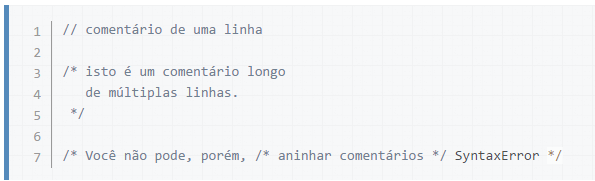 1 // comentário de uma linha
2
3 /* isto é um comentário longo
4    de múltiplas linhas.
5  */
6
7 /* Você não pode, porém, /* aninhar comentários */ SyntaxError */